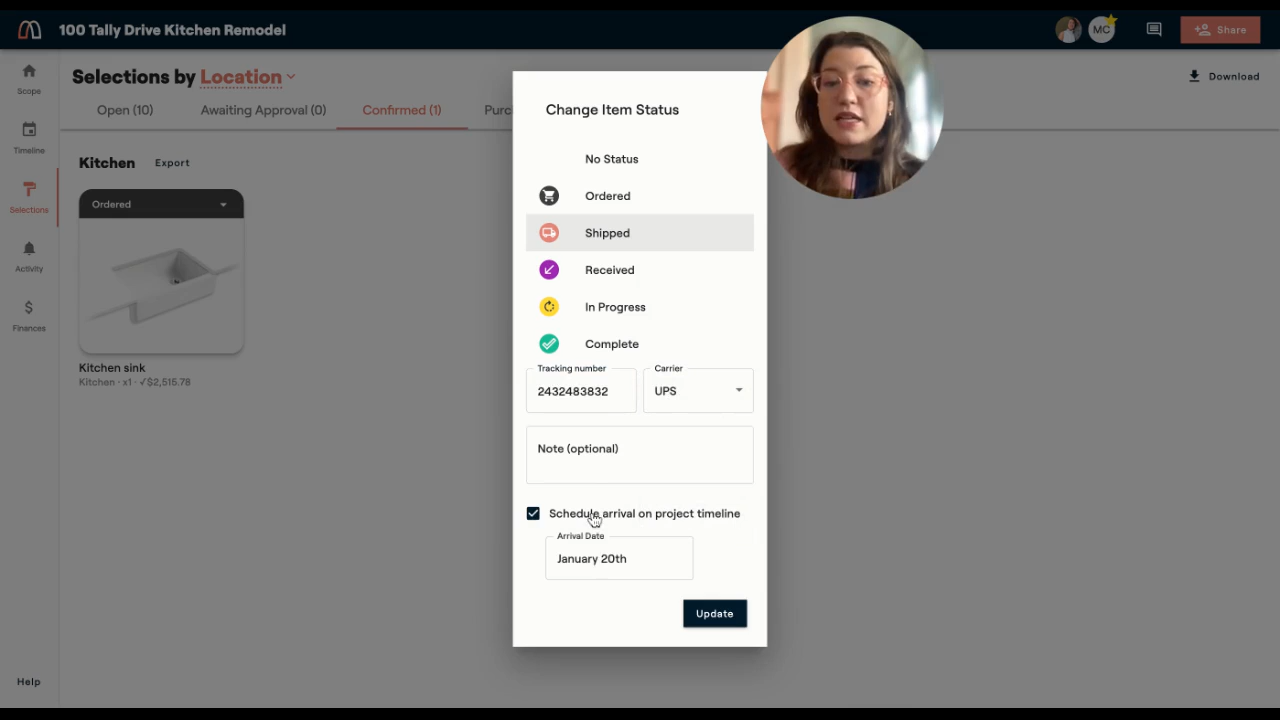 100 Tally Drive Kitchen Remodel
MC
Share
Scope
Timeline
Selections
Activity
Finances
Help
Selections by Location
Download
Open (10)
Awaiting Approval (0)
Confirmed (1)
Kitchen
Export
Ordered
Kitchen sink
Kitchen · x1 · ✓$2,515.78
Change Item Status
No Status
Ordered
Shipped
Received
In Progress
Complete
Tracking number
2432483832
Carrier
UPS
Note (optional)
Schedule arrival on project timeline
Arrival Date
January 20th
Update